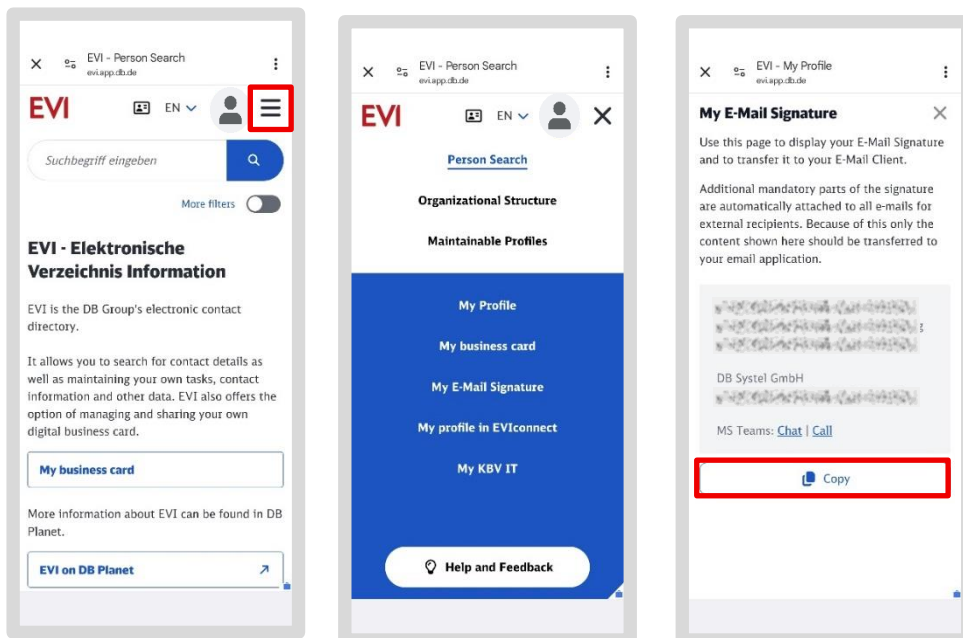 EVI - Person Search
evi.app.db.de
EVI
EN
Suchbegriff eingeben
More filters
EVI - Elektronische
Verzeichnis Information
EVI is the DB Group's electronic contact
directory.
It allows you to search for contact details as
well as maintaining your own tasks, contact
information and other data. EVI also offers the
option of managing and sharing your own
digital business card.
My business card
More information about EVI can be found in DB
Planet.
EVI on DB Planet
EVI - Person Search
evi.app.db.de
EVI
EN
Person Search
Organizational Structure
Maintainable Profiles
My Profile
My business card
My E-Mail Signature
My profile in EVIconnect
My KBV IT
Help and Feedback
EVI - My Profile
evi.app.db.de
My E-Mail Signature
Use this page to display your E-Mail Signature
and to transfer it to your E-Mail Client.
Additional mandatory parts of the signature
are automatically attached to all e-mails for
external recipients. Because of this only the
content shown here should be transferred to
your email application.
DB Systel GmbH
MS Teams: Chat | Call
Copy